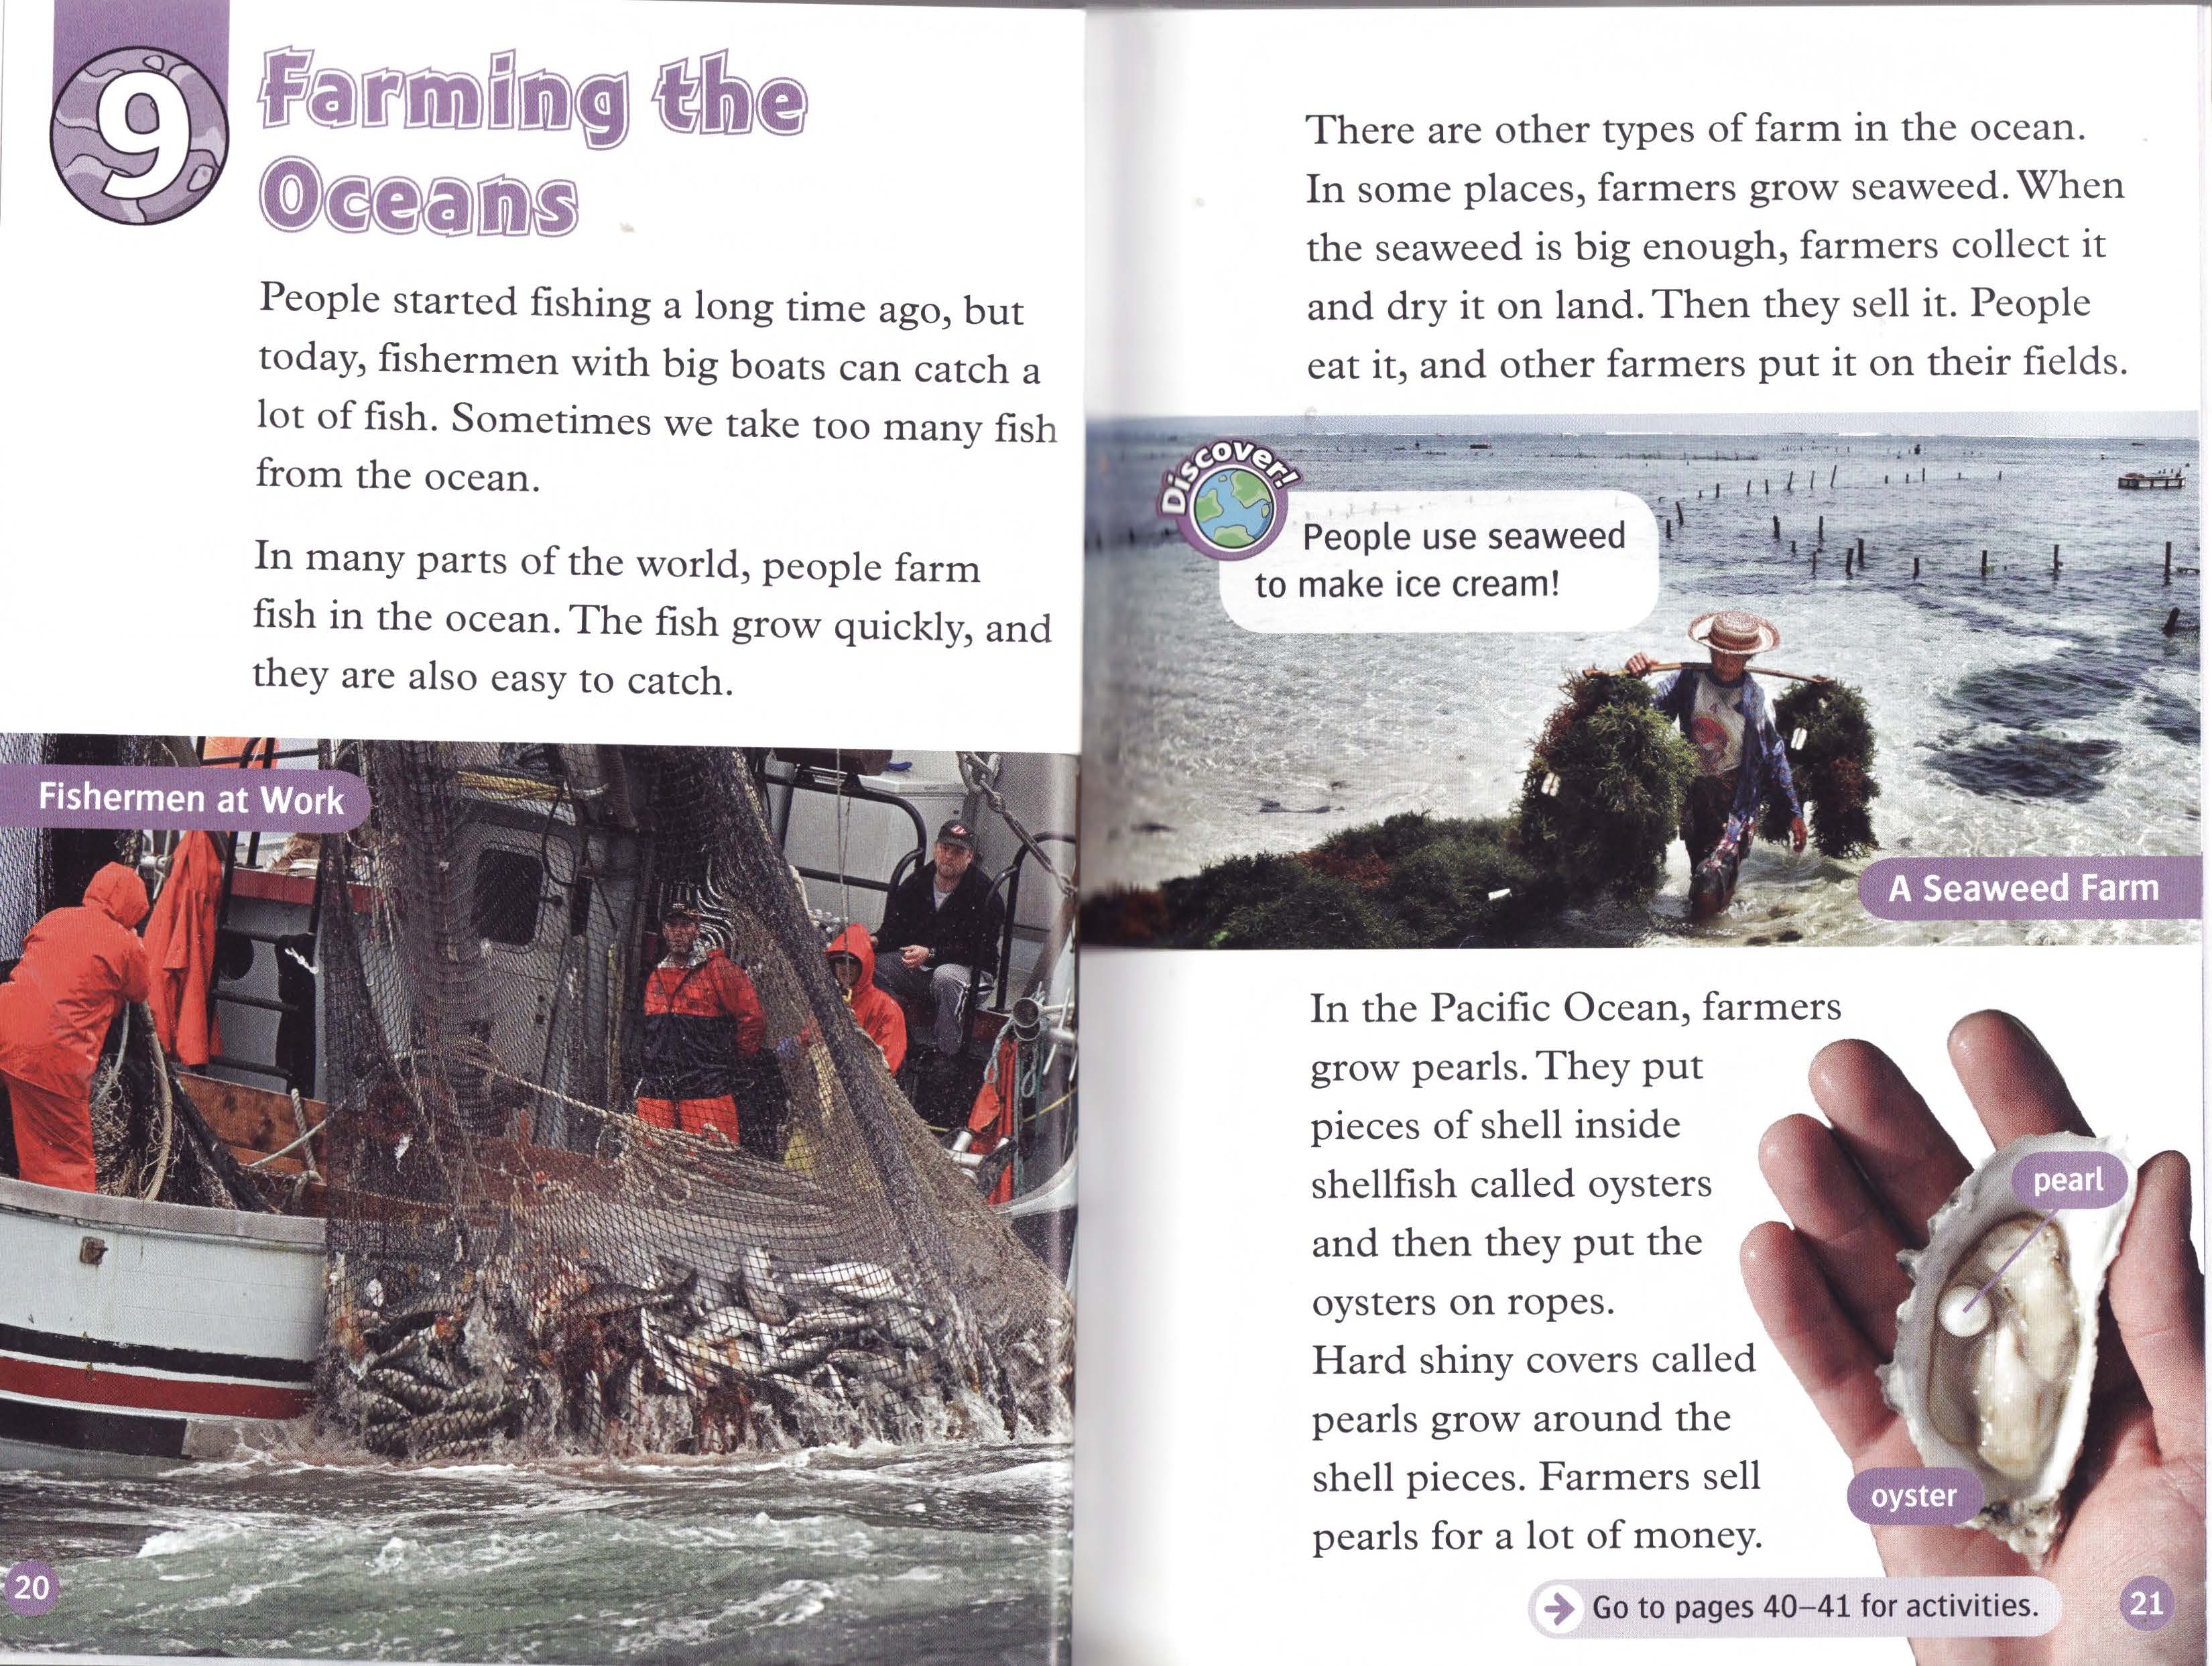 9
Farming the
Oceans
People started fishing a long time ago, but
today, fishermen with big boats can catch a
lot of fish. Sometimes we take too many fish
from the ocean.
In many parts of the world, people farm
fish in the ocean. The fish grow quickly, and
they are also easy to catch.
Fishermen at Work
20
There are other types of farm in the ocean.
In some places, farmers grow seaweed. When
the seaweed is big enough, farmers collect it
and dry it on land. Then they sell it. People
eat it, and other farmers put it on their fields.
Discover!
People use seaweed
to make ice cream!
A Seaweed Farm
In the Pacific Ocean, farmers
grow pearls. They put
pieces of shell inside
shellfish called oysters
and then they put the
oysters on ropes.
Hard shiny covers called
pearls grow around the
shell pieces. Farmers sell
pearls for a lot of money.
pearl
oyster
Go to pages 40–41 for activities.
21